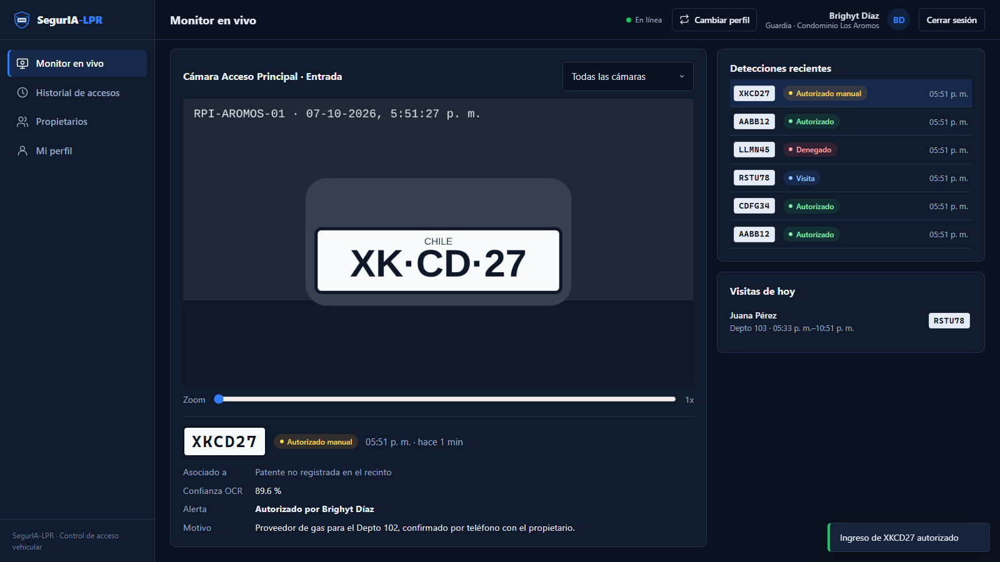 SegurIA-LPR
Monitor en vivo
Historial de accesos
Propietarios
Mi perfil
SegurIA-LPR · Control de acceso
vehicular
Monitor en vivo
En línea
Cambiar perfil
Brighyt Díaz
Guardia · Condominio Los Aromos
BD
Cerrar sesión
Cámara Acceso Principal · Entrada
Todas las cámaras
RPI-AROMOS-01 · 07-10-2026, 5:51:27 p. m.
CHILE
XK·CD·27
Zoom
1x
XKCD27 Autorizado manual 05:51 p. m. · hace 1 min
Asociado a Patente no registrada en el recinto
Confianza OCR 89.6 %
Alerta Autorizado por Brighyt Díaz
Motivo Proveedor de gas para el Depto 102, confirmado por teléfono con el propietario.
Detecciones recientes
XKCD27 Autorizado manual 05:51 p. m.
AABB12 Autorizado 05:51 p. m.
LLMN45 Denegado 05:51 p. m.
RSTU78 Visita 05:51 p. m.
CDFG34 Autorizado 05:51 p. m.
AABB12 Autorizado 05:51 p. m.
Visitas de hoy
Juana Pérez
Depto 103 · 05:33 p. m.–10:51 p. m.
RSTU78
Ingreso de XKCD27 autorizado